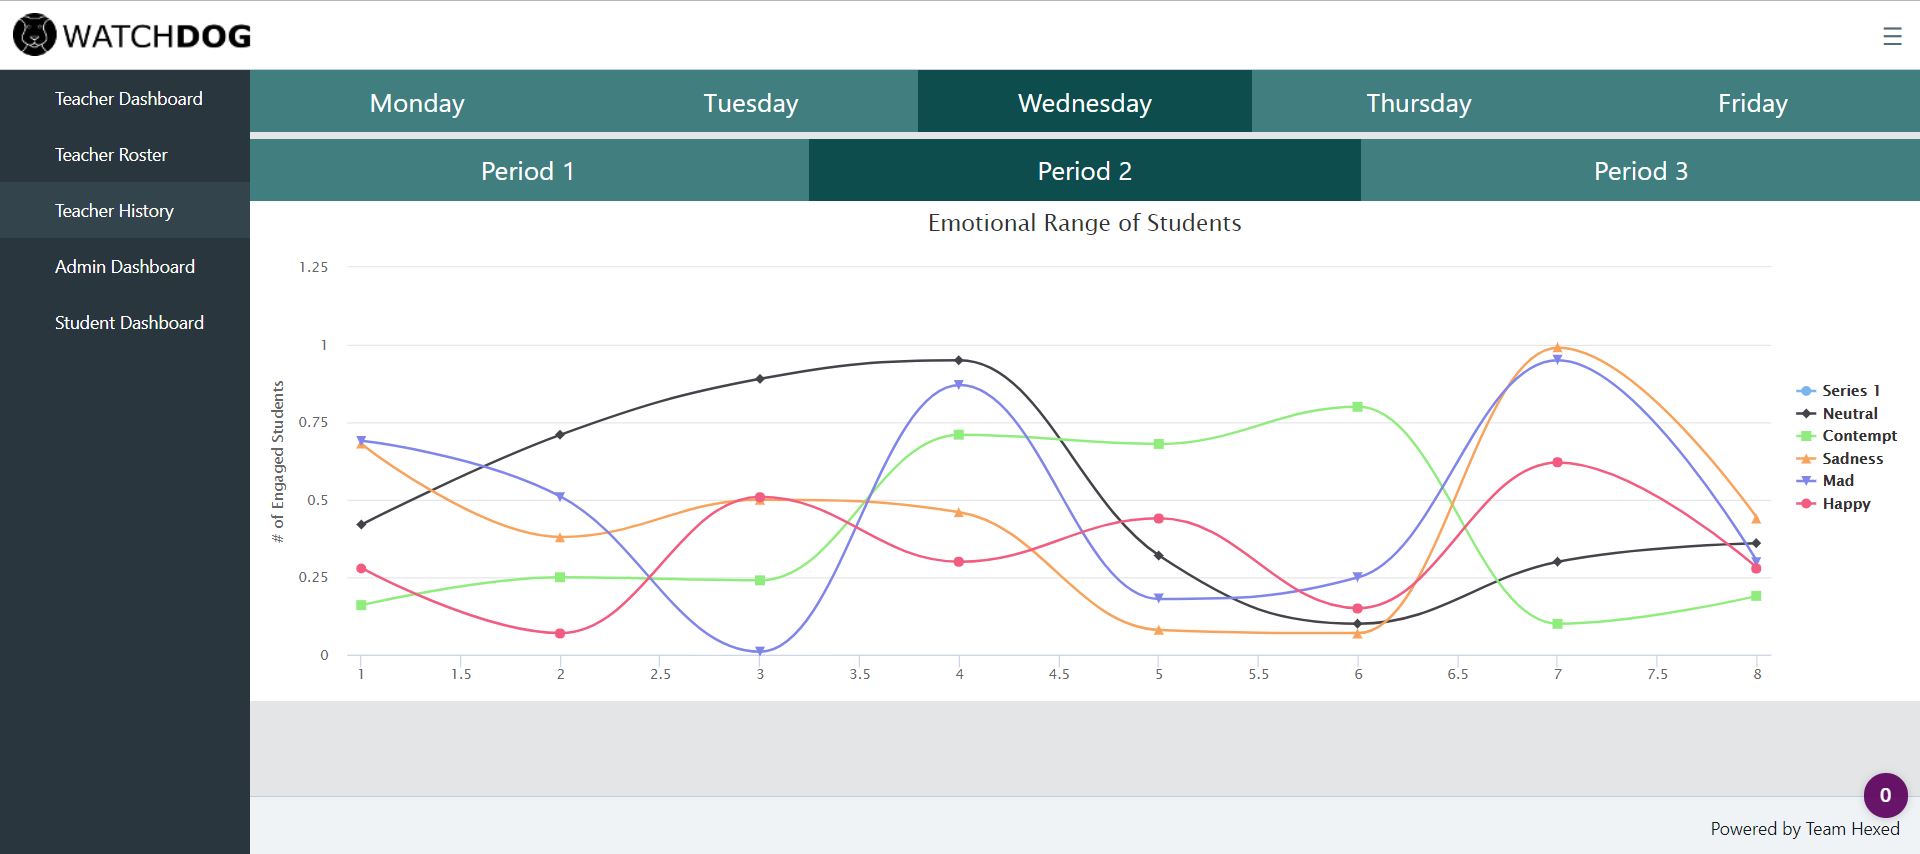 WATCHDOG
☰
Teacher Dashboard
Teacher Roster
Teacher History
Admin Dashboard
Student Dashboard
Monday Tuesday Wednesday Thursday Friday
Period 1 Period 2 Period 3
Emotional Range of Students
# of Engaged Students
1.25
1
0.75
0.5
0.25
0
1 1.5 2 2.5 3 3.5 4 4.5 5 5.5 6 6.5 7 7.5 8
Series 1
Neutral
Contempt
Sadness
Mad
Happy
0
Powered by Team Hexed